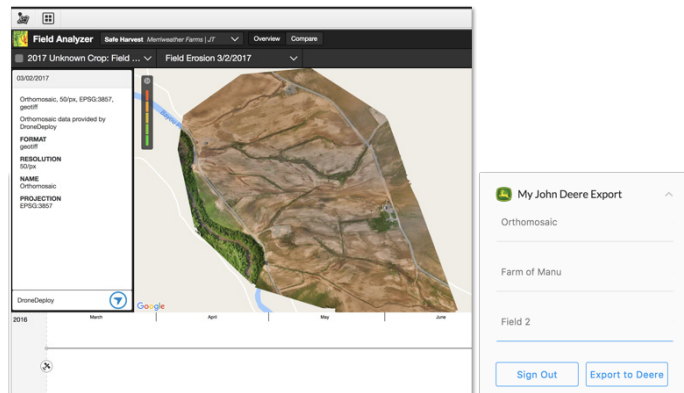 Field Analyzer
Safe Harvest Merriweather Farms | JT
Overview
Compare
2017 Unknown Crop: Field ...
Field Erosion 3/2/2017
03/02/2017
Orthomosaic, 50/px, EPSG:3857,
geotiff
Orthomosaic data provided by
DroneDeploy
FORMAT
geotiff
RESOLUTION
50/px
NAME
Orthomosaic
PROJECTION
EPSG:3857
DroneDeploy
Google
2016
March
April
May
June
My John Deere Export
Orthomosaic
Farm of Manu
Field 2
Sign Out
Export to Deere